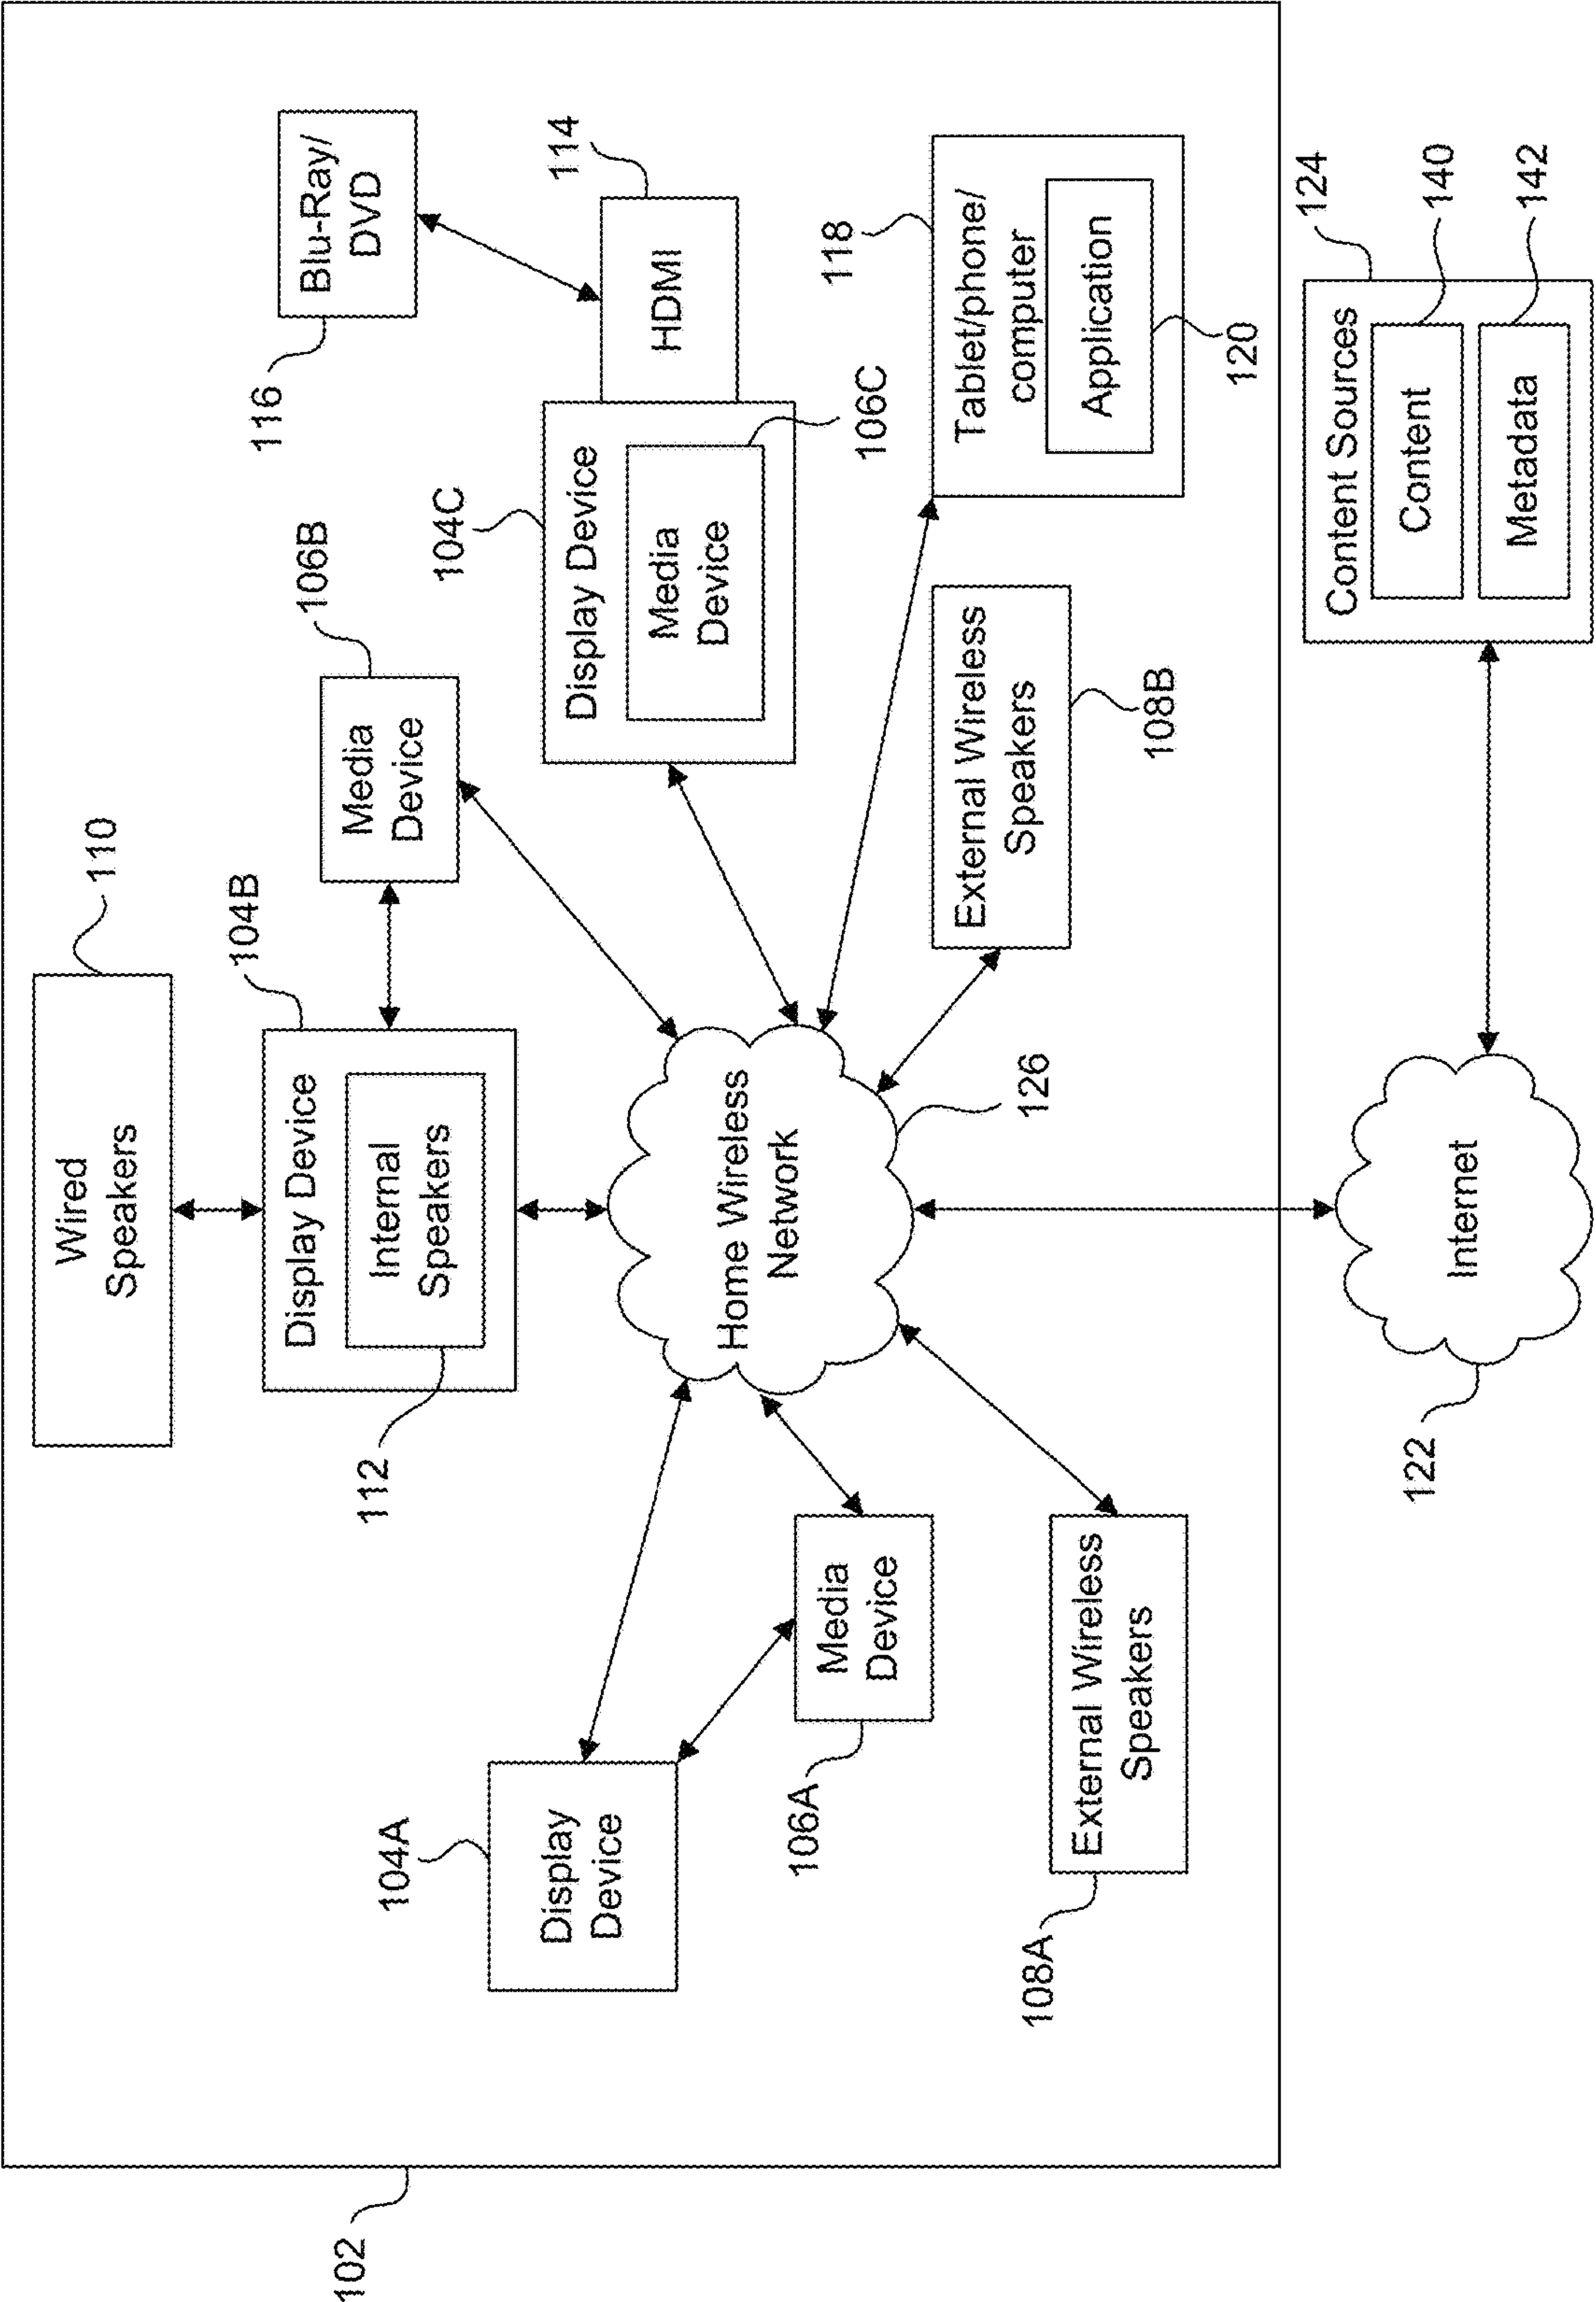 102
Wired
Speakers
110
Display Device
104B
Internal
Speakers
112
Media
Device
106B
Blu-Ray/
DVD
116
HDMI
114
Display Device
104C
Media
Device
106C
Tablet/phone/
computer
118
Application
120
External Wireless
Speakers
108B
Home Wireless
Network
126
Display
Device
104A
Media
Device
106A
External Wireless
Speakers
108A
Internet
122
Content Sources
124
Content
140
Metadata
142